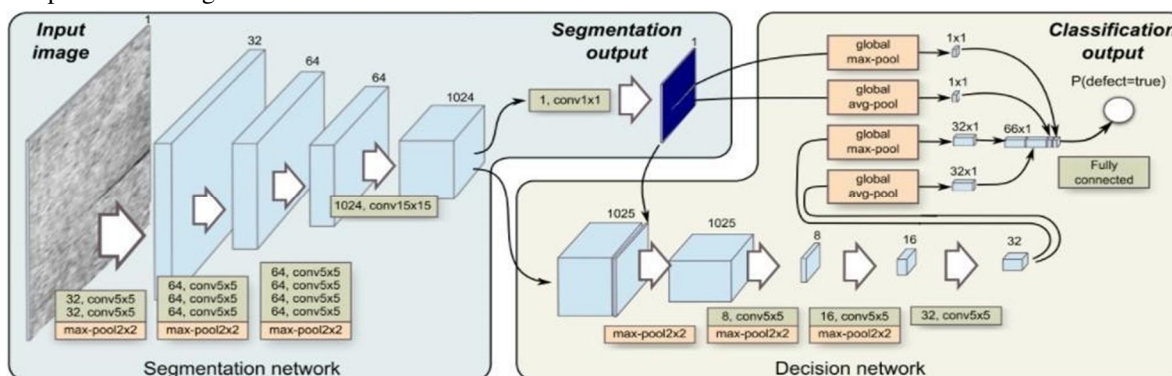 Input
image
1
32
64
64
1024
1, conv1x1
Segmentation
output
1
1024, conv15x15
32, conv5x5
32, conv5x5
max-pool2x2
64, conv5x5
64, conv5x5
64, conv5x5
max-pool2x2
64, conv5x5
64, conv5x5
64, conv5x5
64, conv5x5
max-pool2x2
Segmentation network
Classification
output
global
max-pool
1x1
global
avg-pool
1x1
global
max-pool
32x1
66x1
global
avg-pool
32x1
P(defect=true)
Fully
connected
1025
1025
8
16
32
max-pool2x2
8, conv5x5
max-pool2x2
16, conv5x5
max-pool2x2
32, conv5x5
Decision network